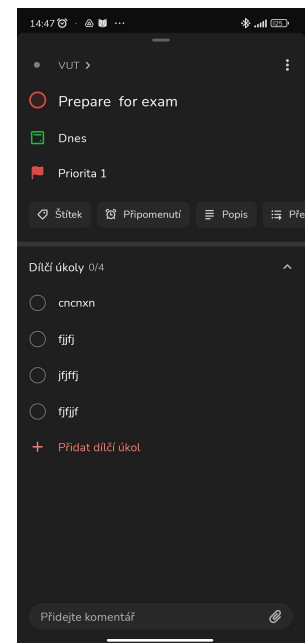 14:47
VUT
Prepare for exam
Dnes
Priorita 1
Štítek Připomenutí Popis Pře
Dílčí úkoly 0/4
cncnxn
fjjfj
jfjffj
fjfjjf
+ Přidat dílčí úkol
Přidejte komentář